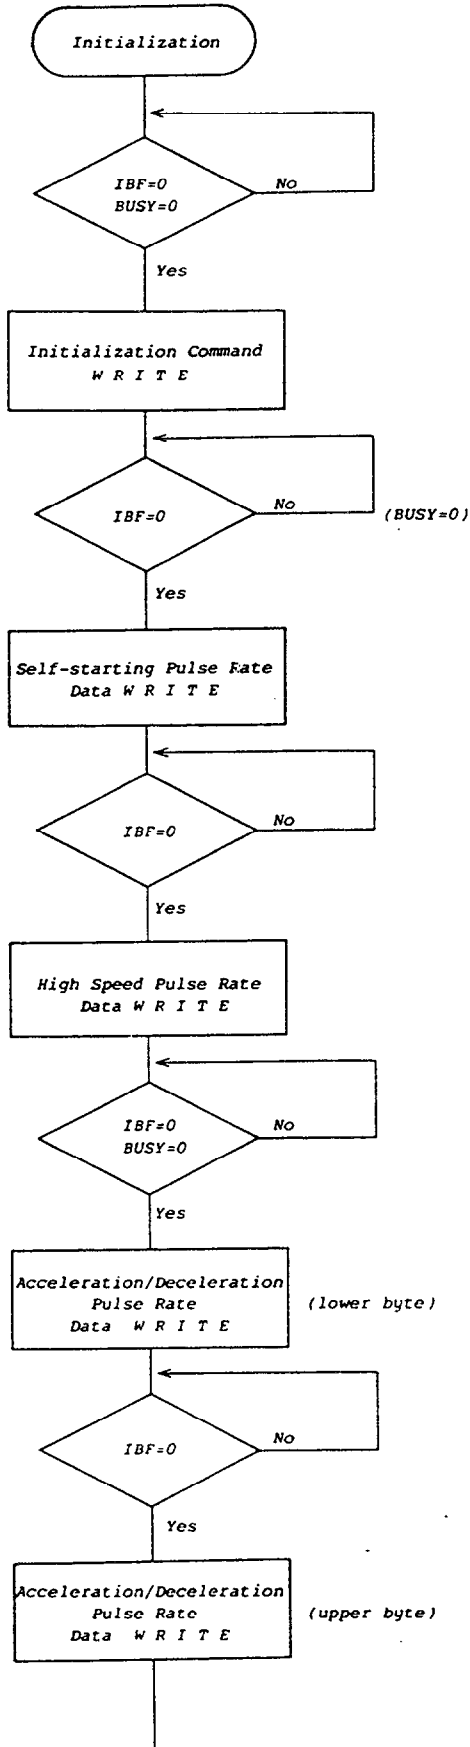 Initialization
IBF=0
BUSY=0
No
Yes
Initialization Command
W R I T E
IBF=0
No
(BUSY=0)
Yes
Self-starting Pulse Rate
Data W R I T E
IBF=0
No
Yes
High Speed Pulse Rate
Data W R I T E
IBF=0
BUSY=0
No
Yes
Acceleration/Deceleration
Pulse Rate
Data W R I T E
(lower byte)
IBF=0
No
Yes
Acceleration/Deceleration
Pulse Rate
Data W R I T E
(upper byte)